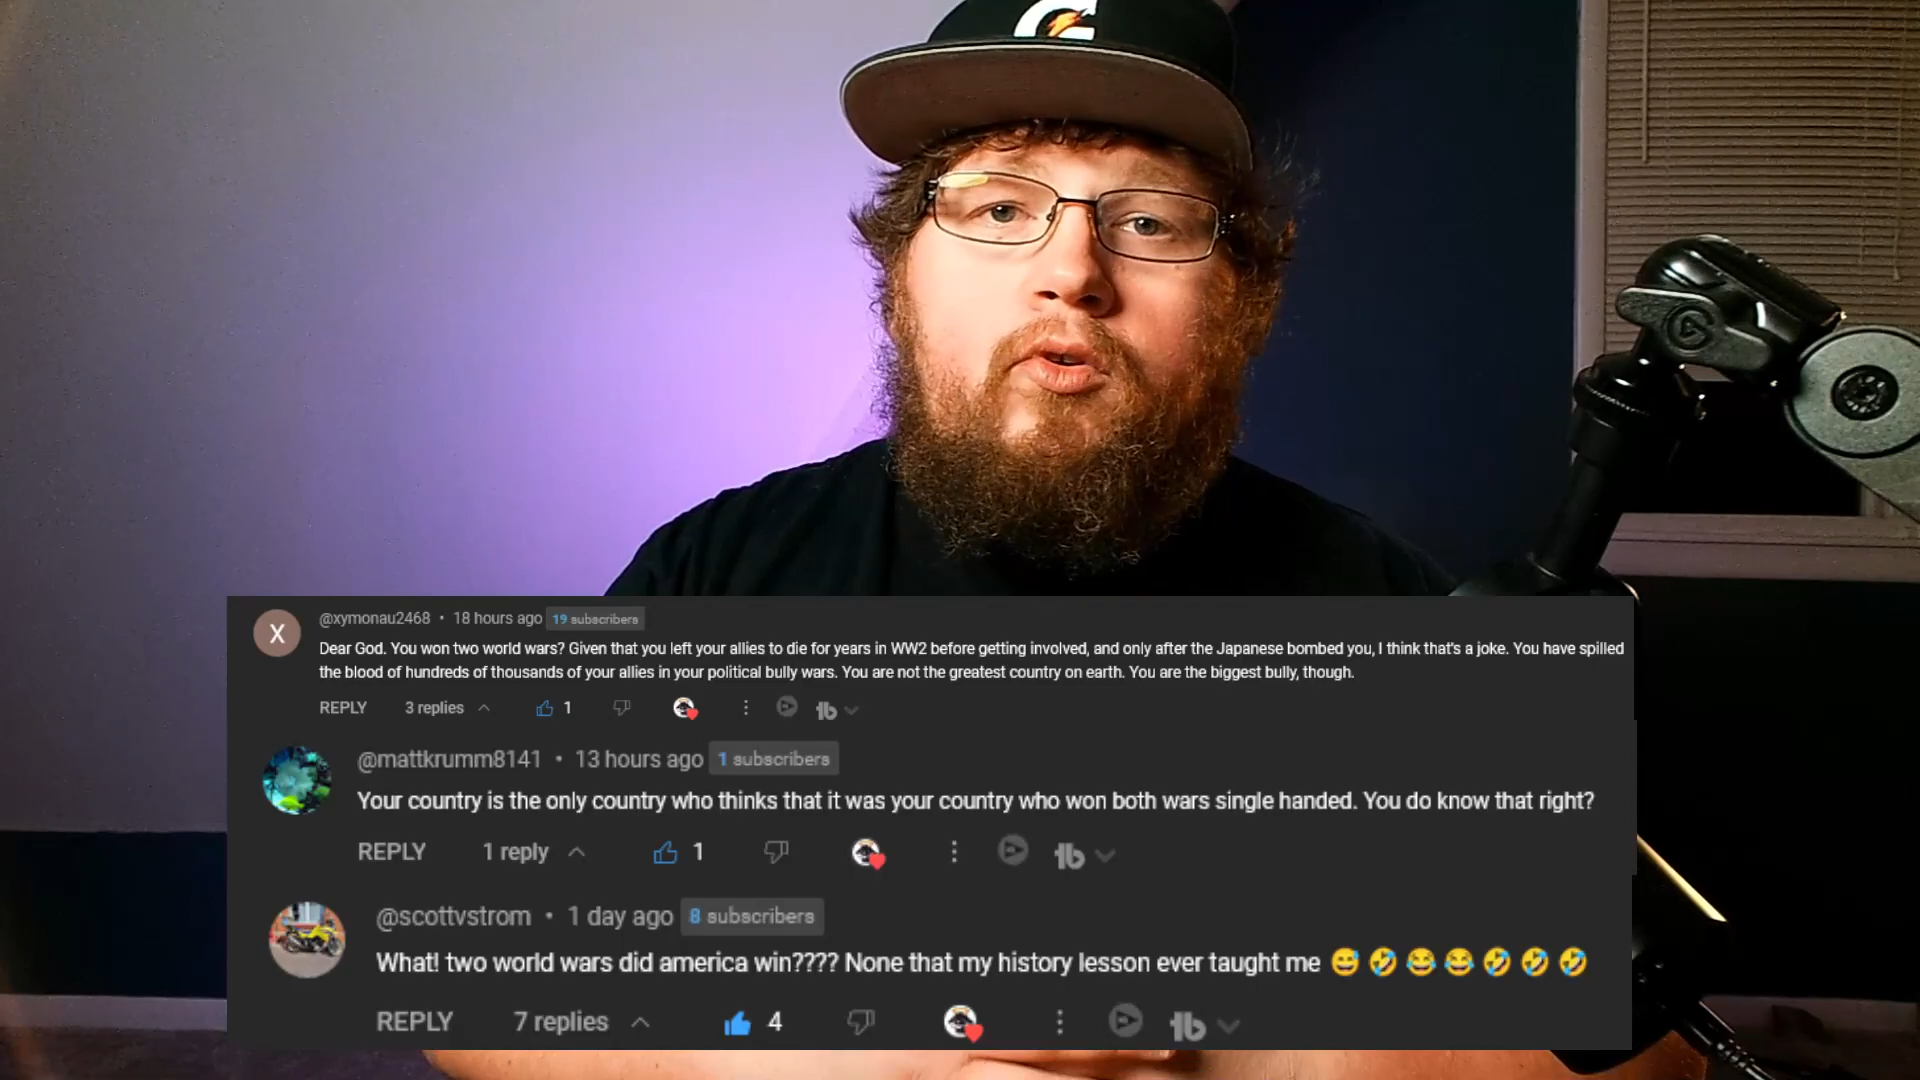 G
X
@xymonau2468 • 18 hours ago 19 subscribers
Dear God. You won two world wars? Given that you left your allies to die for years in WW2 before getting involved, and only after the Japanese bombed you, I think that's a joke. You have spilled
the blood of hundreds of thousands of your allies in your political bully wars. You are not the greatest country on earth. You are the biggest bully, though.
REPLY 3 replies 1 tb
@mattkrumm8141 • 13 hours ago 1 subscribers
Your country is the only country who thinks that it was your country who won both wars single handed. You do know that right?
REPLY 1 reply 1 tb
@scottvstrom • 1 day ago 8 subscribers
What! two world wars did america win???? None that my history lesson ever taught me 😅 🤣 😂 😂 🤣 🤣 🤣
REPLY 7 replies 4 tb